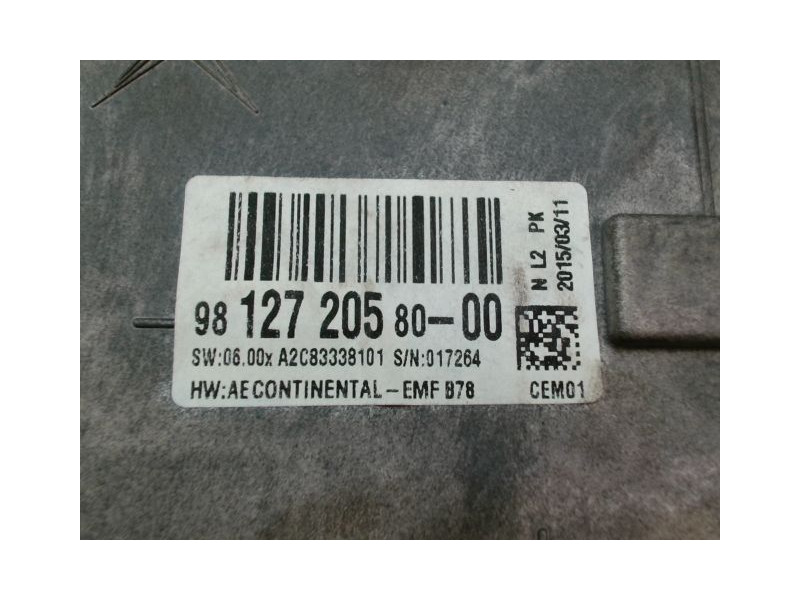 98 127 205 80-00
SW:06.00x A2C83338101 S/N:017264
HW:AE CONTINENTAL-EMF B78
N L2 PK
2015/03/11
CEM01